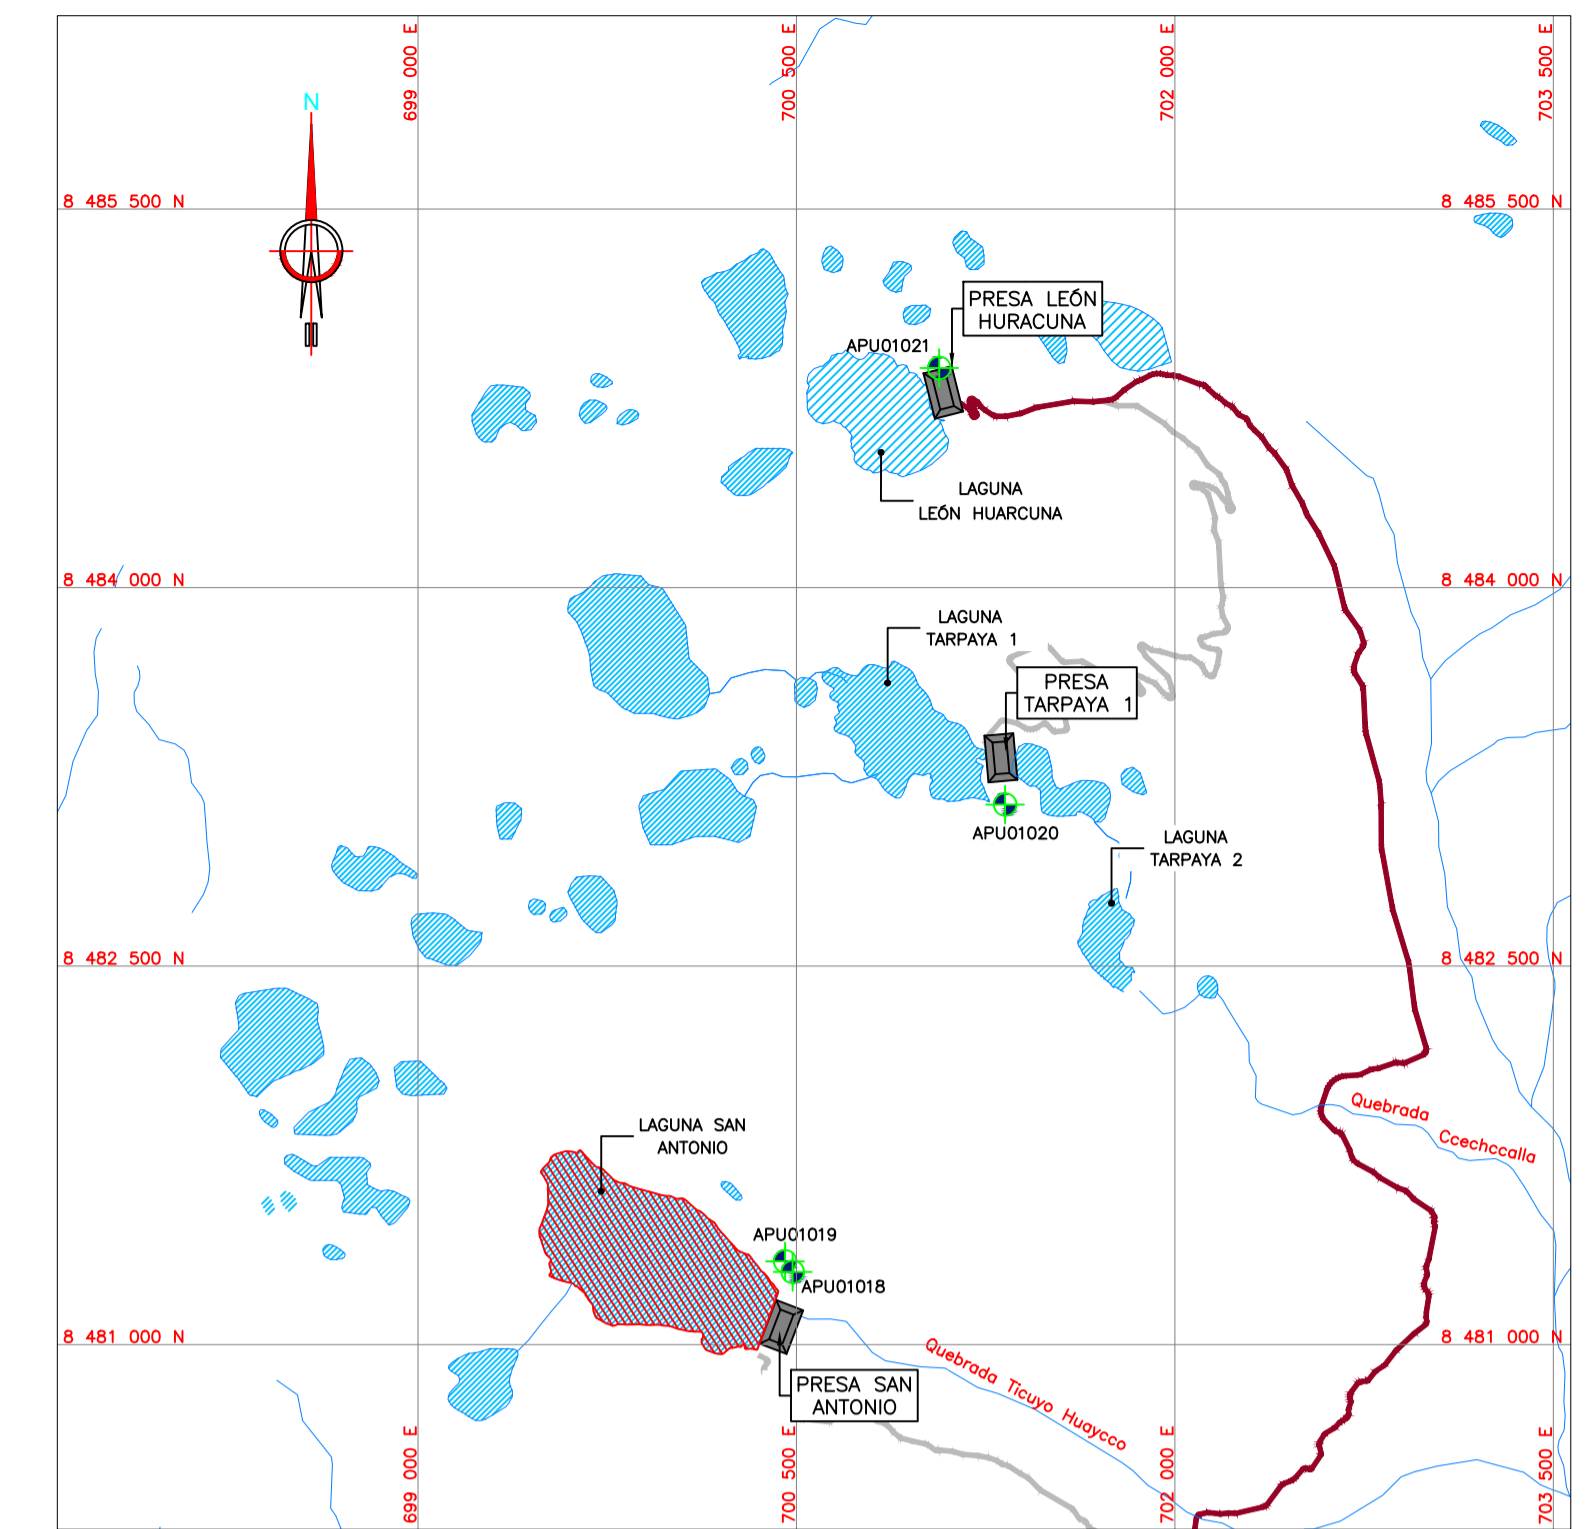 699 000 E
700 500 E
702 000 E
703 500 E
N
8 485 500 N
8 485 500 N
PRESA LEÓN
HURACUNA
APU01021
LAGUNA
LEÓN HUARCUNA
8 484 000 N
8 484 000 N
LAGUNA
TARPAYA 1
PRESA
TARPAYA 1
APU01020
LAGUNA
TARPAYA 2
8 482 500 N
8 482 500 N
Quebrada Ccechccalla
LAGUNA SAN
ANTONIO
APU01019
APU01018
8 481 000 N
8 481 000 N
Quebrada Ticuyo Huaycco
PRESA SAN
ANTONIO
699 000 E
700 500 E
702 000 E
703 500 E